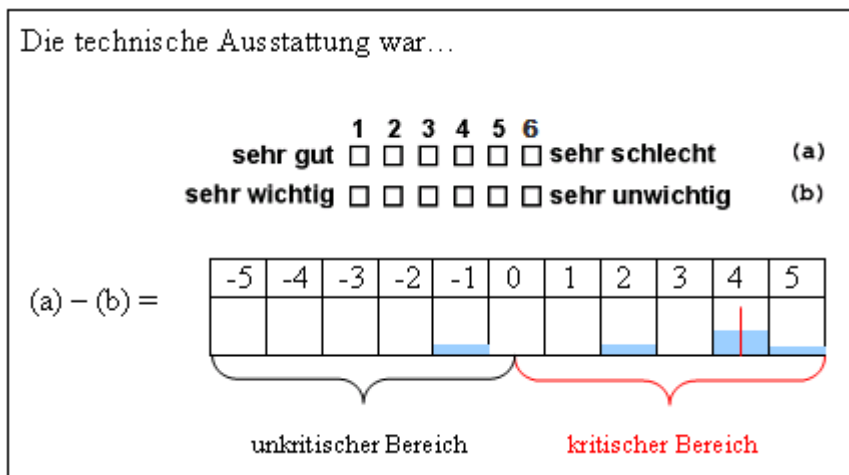 Die technische Ausstattung war...
1 2 3 4 5 6
sehr gut □ □ □ □ □ □ sehr schlecht (a)
sehr wichtig □ □ □ □ □ □ sehr unwichtig (b)
-5 -4 -3 -2 -1 0 1 2 3 4 5
(a) – (b) =
unkritischer Bereich kritischer Bereich